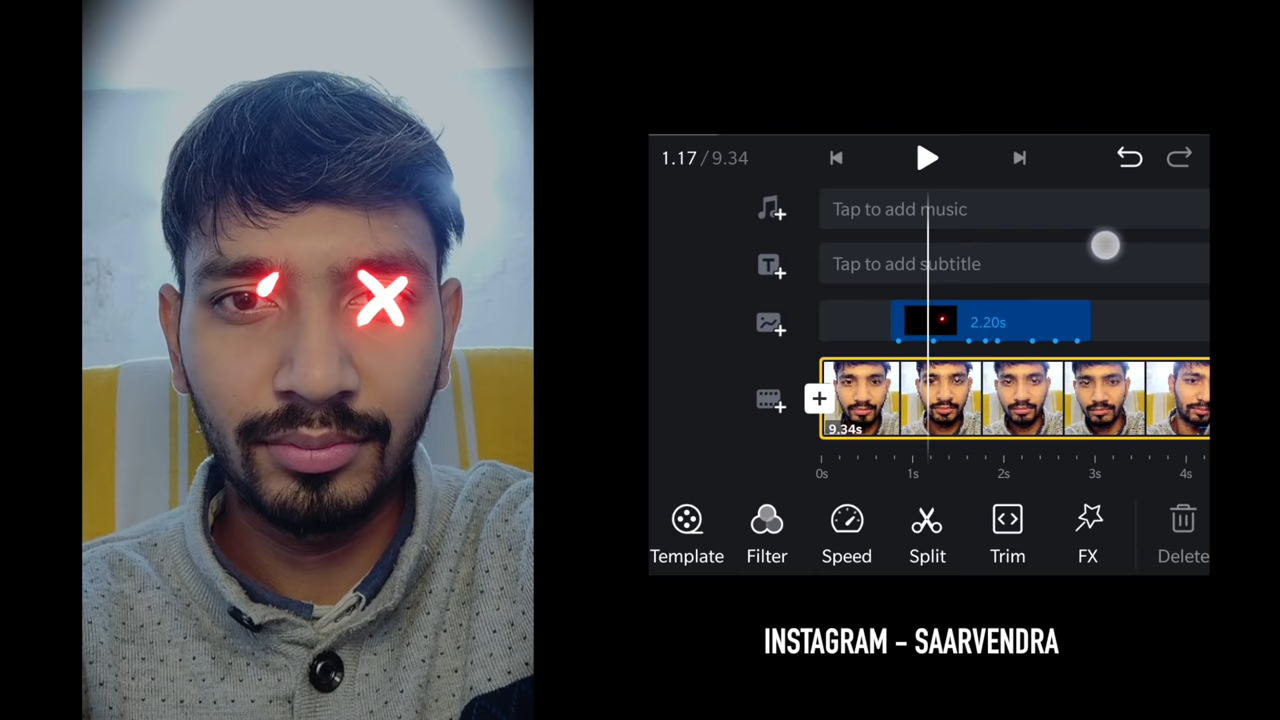 1.17 / 9.34
Tap to add music
T
Tap to add subtitle
2.20s
9.34s
0s 1s 2s 3s 4s
Template Filter Speed Split Trim FX Delete
INSTAGRAM - SAARVENDRA